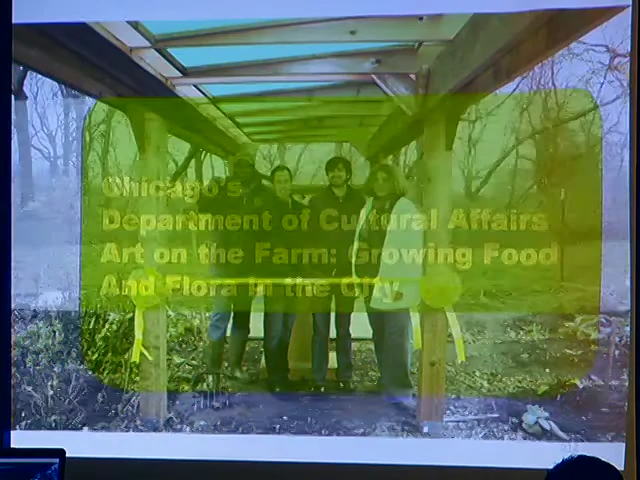 Chicago's
Department of Cultural Affairs
Art on the Farm: Growing Food
And Flora in the City